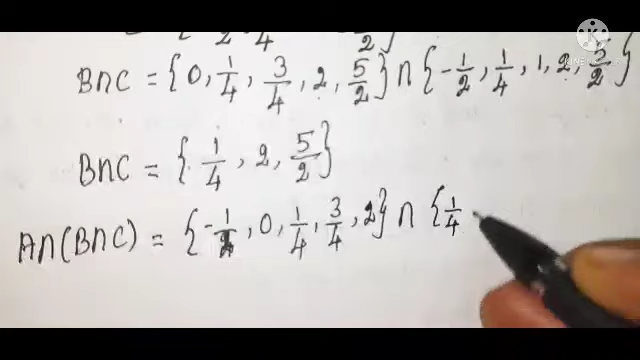 B∩C = {0, 1/4, 3/4, 2, 5/2} ∩ {-1/2, 1/4, 1, 2, 5/2}
B∩C = {1/4, 2, 5/2}
A∩(B∩C) = {-1/2, 0, 1/4, 3/4, 2} ∩ {1/4